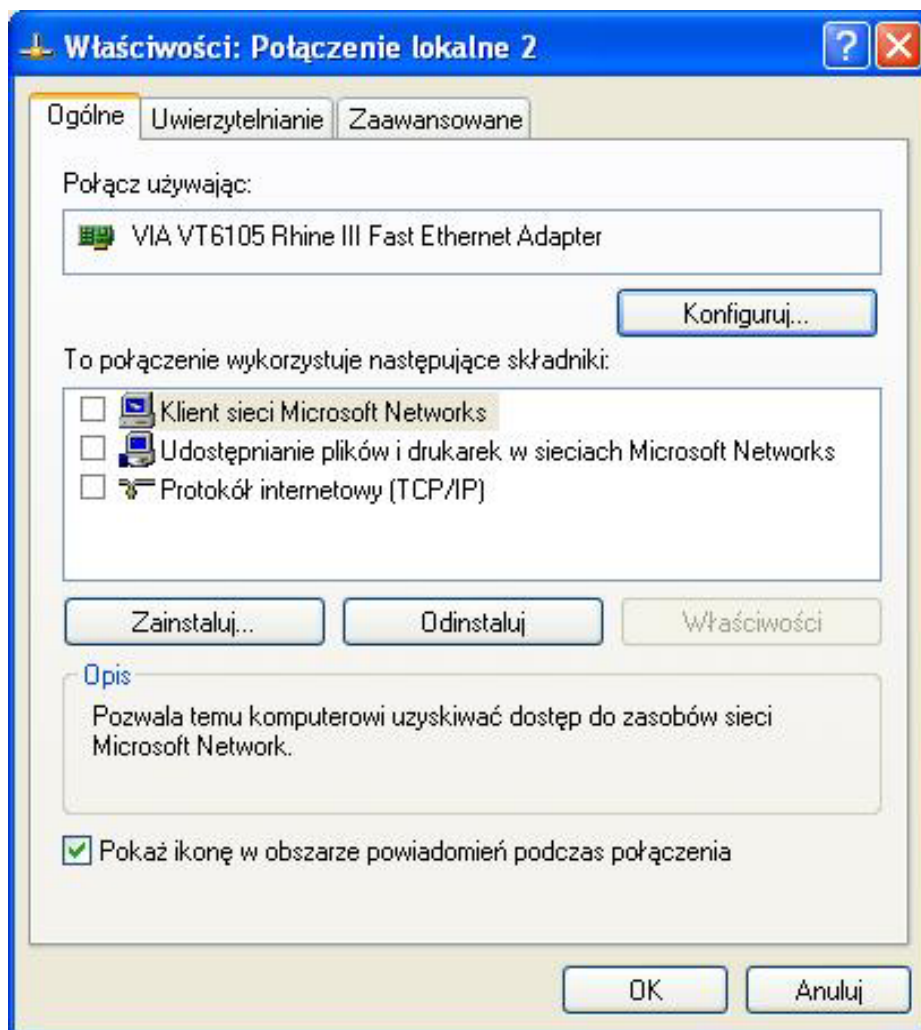 Właściwości: Połączenie lokalne 2
Ogólne Uwierzytelnianie Zaawansowane
Połącz używając:
VIA VT6105 Rhine III Fast Ethernet Adapter
Konfiguruj...
To połączenie wykorzystuje następujące składniki:
Klient sieci Microsoft Networks
Udostępnianie plików i drukarek w sieciach Microsoft Networks
Protokół internetowy (TCP/IP)
Zainstaluj... Odinstaluj Właściwości
Opis
Pozwala temu komputerowi uzyskiwać dostęp do zasobów sieci
Microsoft Network.
Pokaż ikonę w obszarze powiadomień podczas połączenia
OK Anuluj